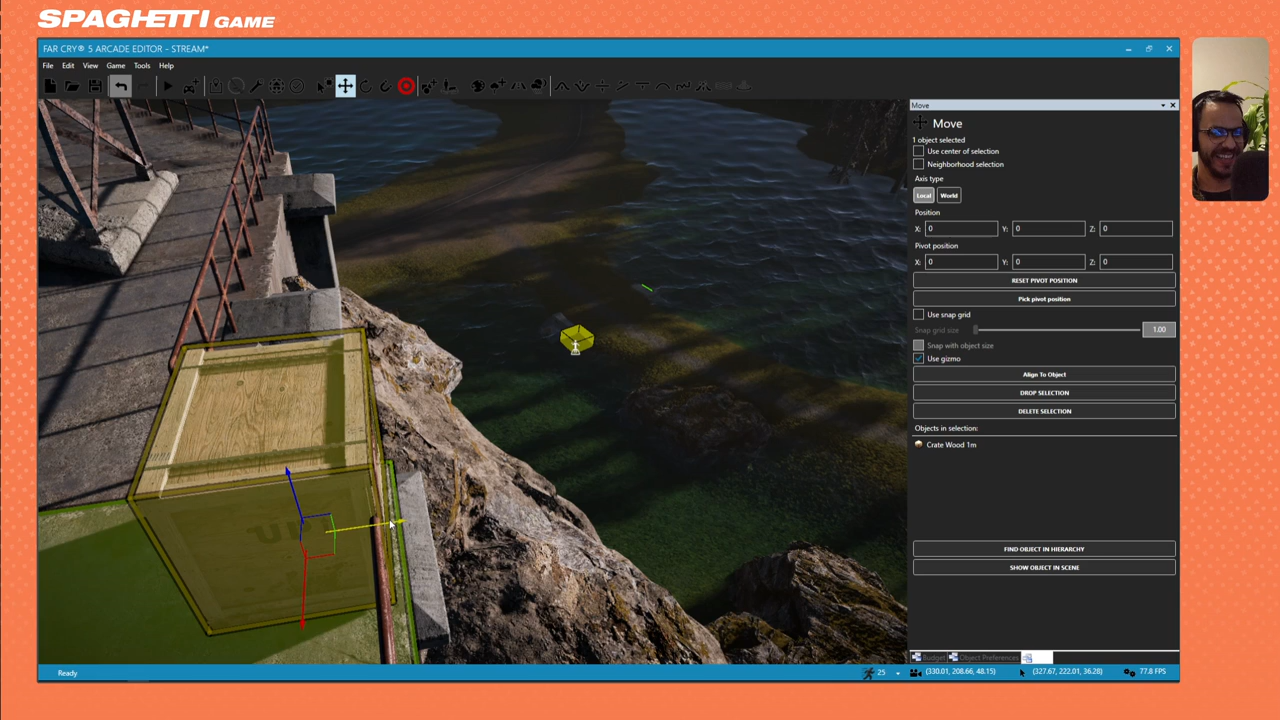 SPAGHETTI GAME
FAR CRY® 5 ARCADE EDITOR - STREAM*
File Edit View Game Tools Help
Move
Move
1 object selected
Use center of selection
Neighborhood selection
Axis type
Local World
Position
X: 0 Y: 0 Z: 0
Pivot position
X: 0 Y: 0 Z: 0
RESET PIVOT POSITION
Pick pivot position
Use snap grid
Snap grid size 1.00
Snap with object size
Use gizmo
Align To Object
DROP SELECTION
DELETE SELECTION
Objects in selection:
Crate Wood 1m
FIND OBJECT IN HIERARCHY
SHOW OBJECT IN SCENE
Budget Object Preferences
Ready 25 (330.01, 208.66, 48.15) (327.67, 222.01, 36.28) 77.8 FPS